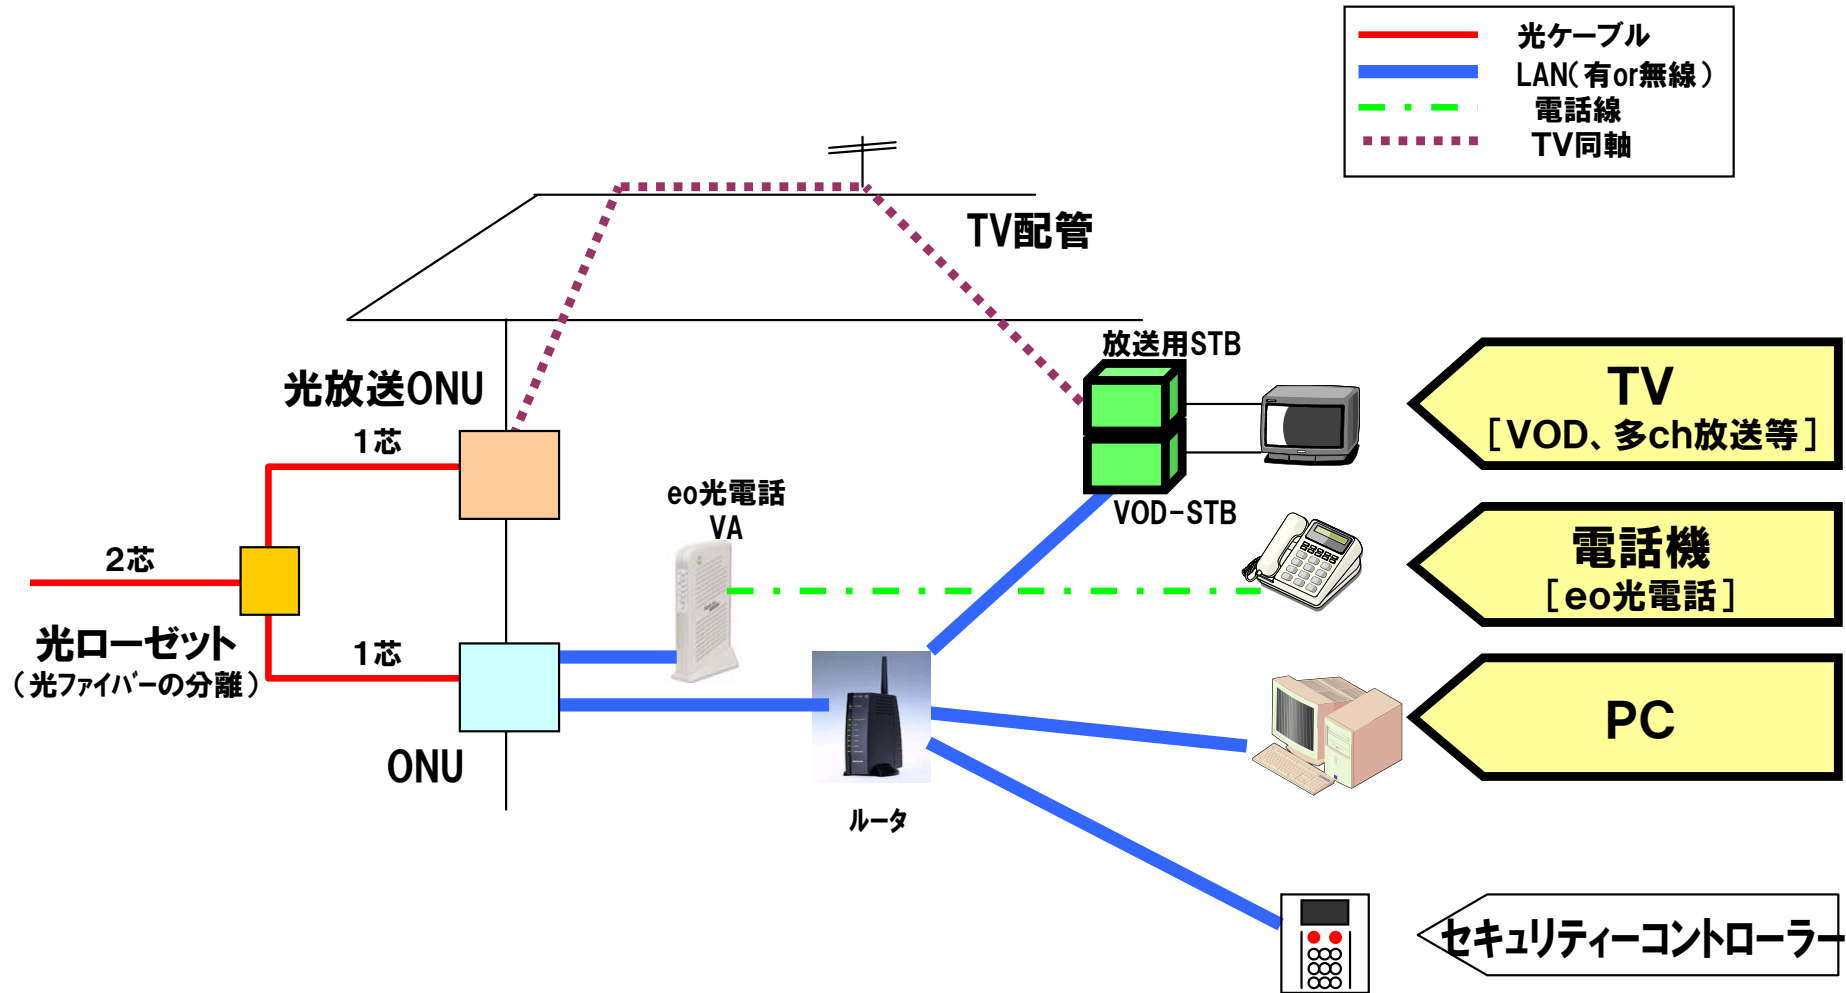 光ケーブル
LAN(有or無線)
電話線
TV同軸
TV配管
放送用STB
光放送ONU
1芯
TV
[VOD、多ch放送等]
eo光電話
VA
VOD-STB
2芯
電話機
[eo光電話]
光ローゼット
(光ファイバーの分離)
1芯
PC
ONU
ルータ
セキュリティーコントローラー